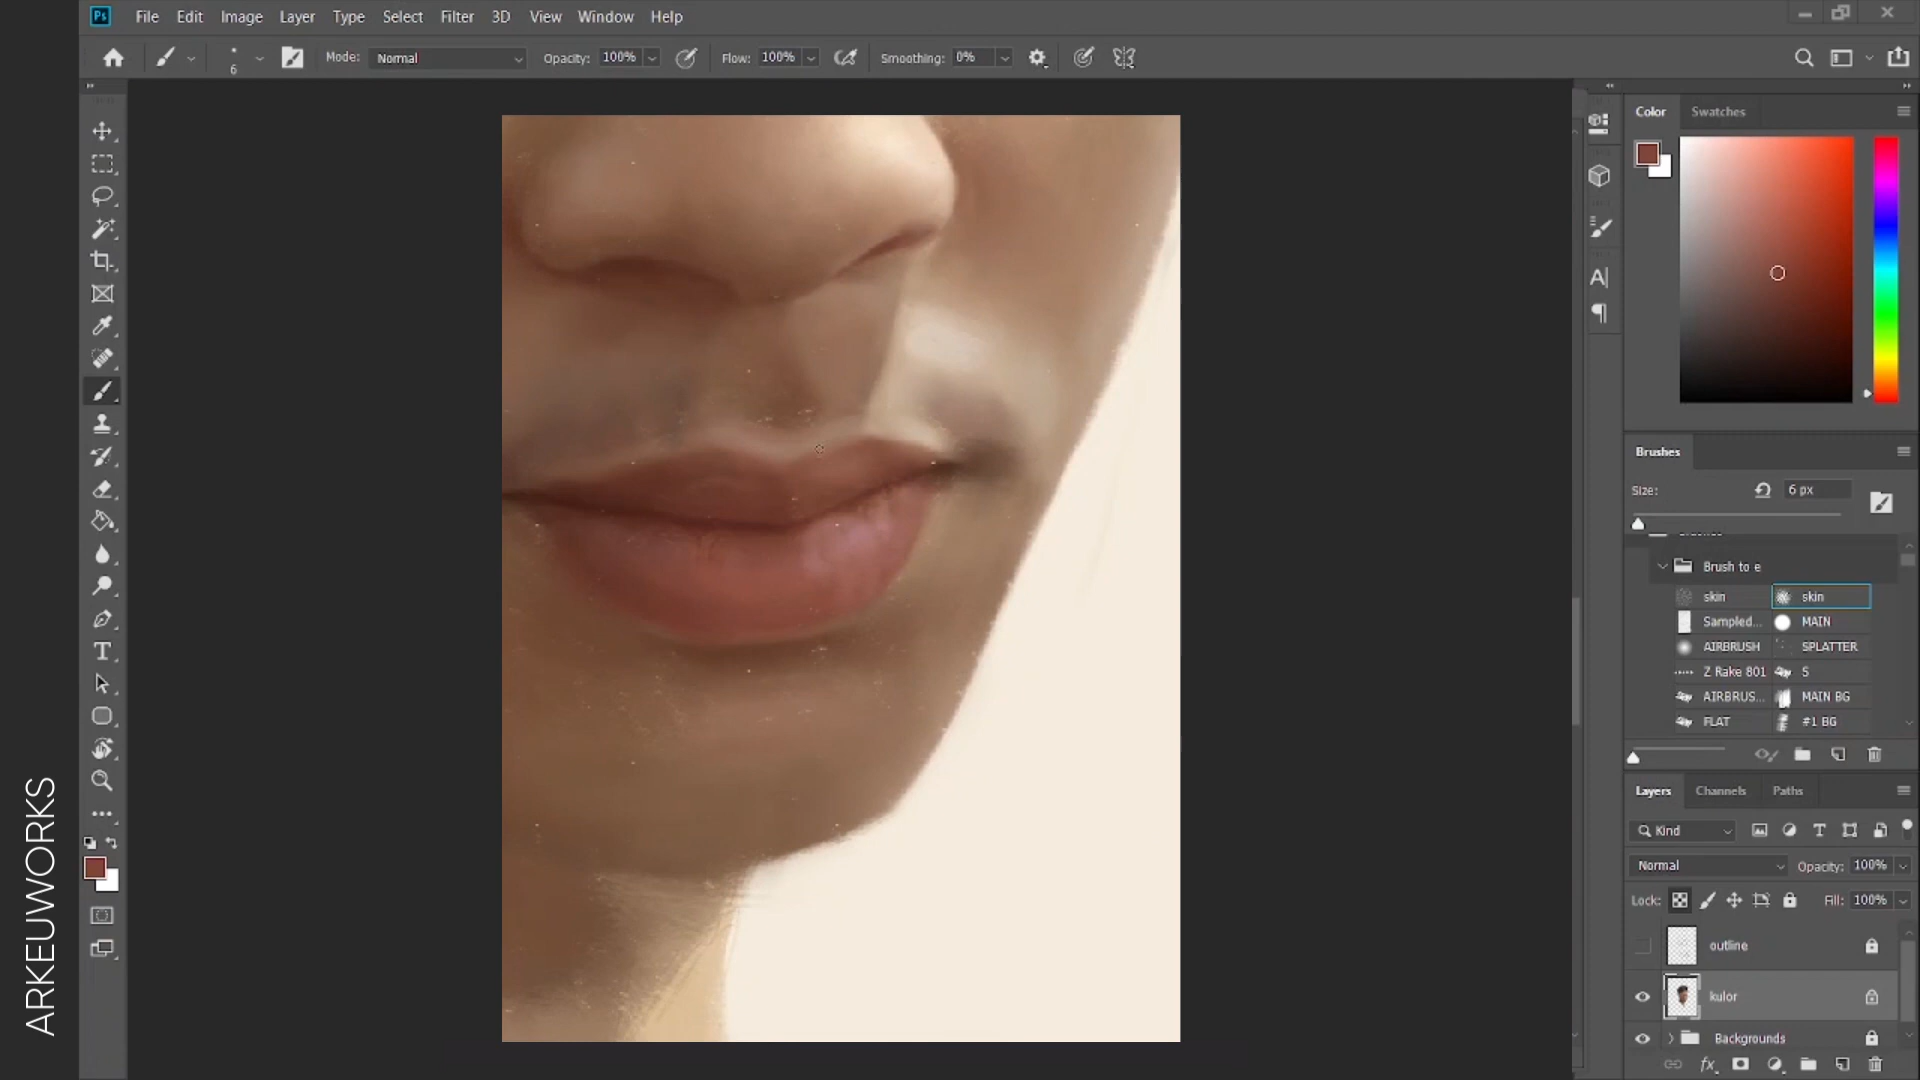 Ps File Edit Image Layer Type Select Filter 3D View Window Help
6 Mode: Normal Opacity: 100% Flow: 100% Smoothing: 0%
Color Swatches
Brushes
Size: 6 px
Brush to e
skin skin
Sampled... MAIN
AIRBRUSH SPLATTER
Z Rake 801 S
AIRBRUS... MAIN BG
FLAT #1 BG
Layers Channels Paths
Kind
Normal Opacity: 100%
Lock: Fill: 100%
outline
kulor
Backgrounds
fx
ARKEUWORKS